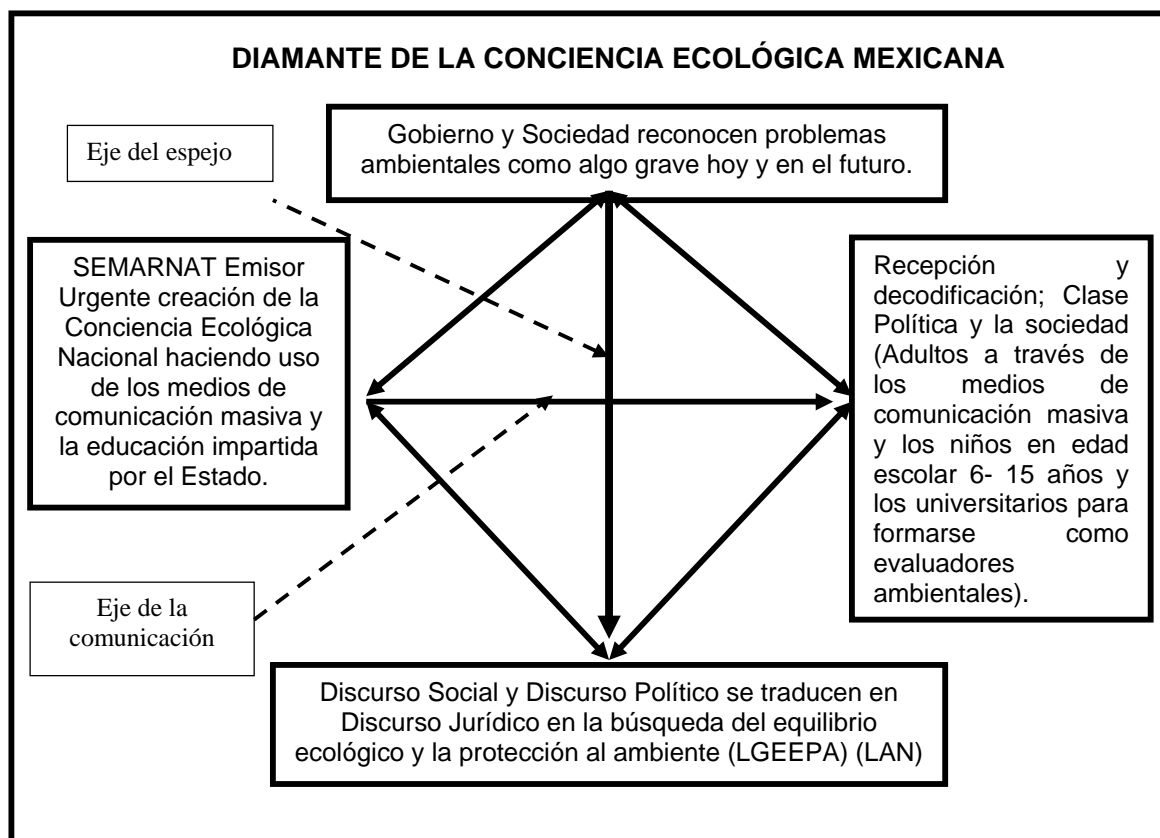 DIAMANTE DE LA CONCIENCIA ECOLÓGICA MEXICANA
Eje del espejo
Gobierno y Sociedad reconocen problemas
ambientales como algo grave hoy y en el futuro.
SEMARNAT Emisor
Urgente creación de la
Conciencia Ecológica
Nacional haciendo uso
de los medios de
comunicación masiva y
la educación impartida
por el Estado.
Recepción y
decodificación; Clase
Política y la sociedad
(Adultos a través de
los medios de
comunicación masiva
y los niños en edad
escolar 6- 15 años y
los universitarios para
formarse como
evaluadores
ambientales).
Eje de la
comunicación
Discurso Social y Discurso Político se traducen en
Discurso Jurídico en la búsqueda del equilibrio
ecológico y la protección al ambiente (LGEEPA) (LAN)